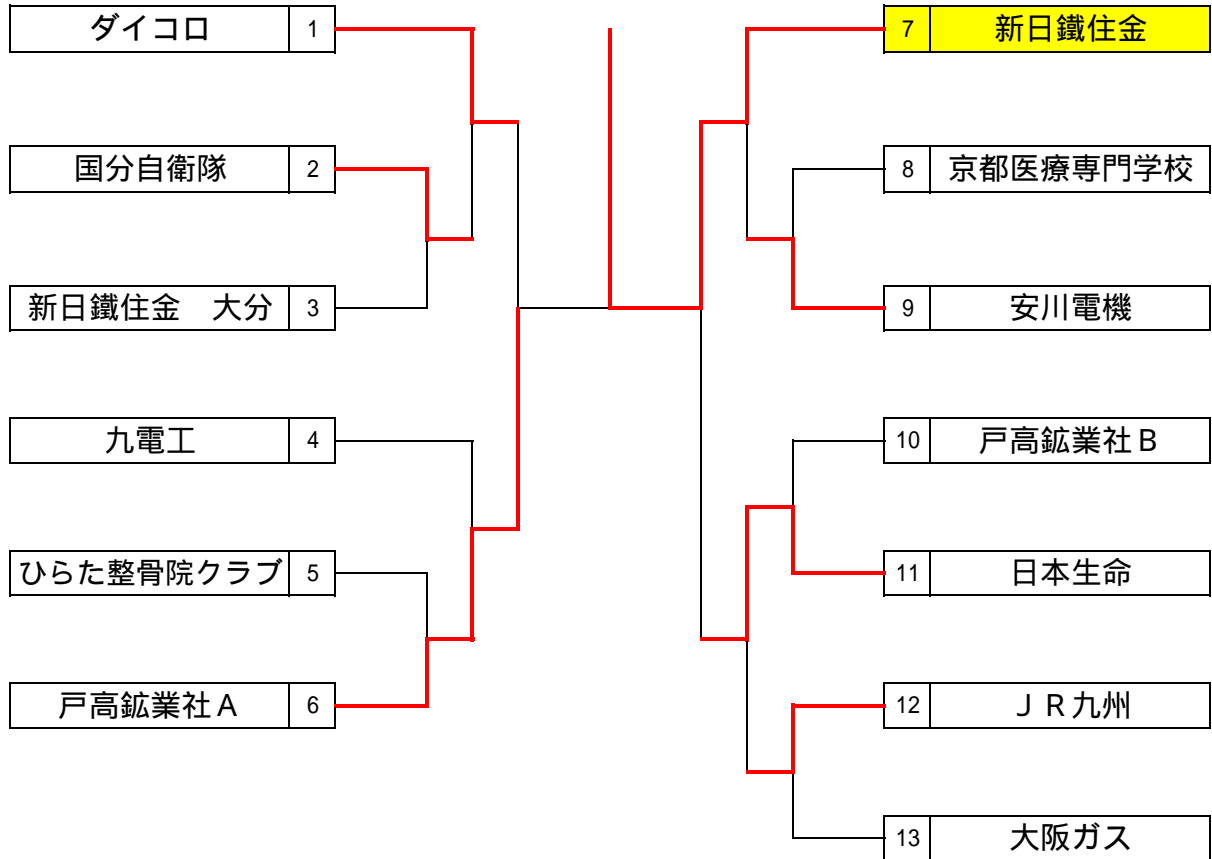 ダイコロ 1
国分自衛隊 2
新日鐵住金　大分 3
九電工 4
ひらた整骨院クラブ 5
戸高鉱業社Ａ 6
7 新日鐵住金
8 京都医療専門学校
9 安川電機
10 戸高鉱業社Ｂ
11 日本生命
12 ＪＲ九州
13 大阪ガス